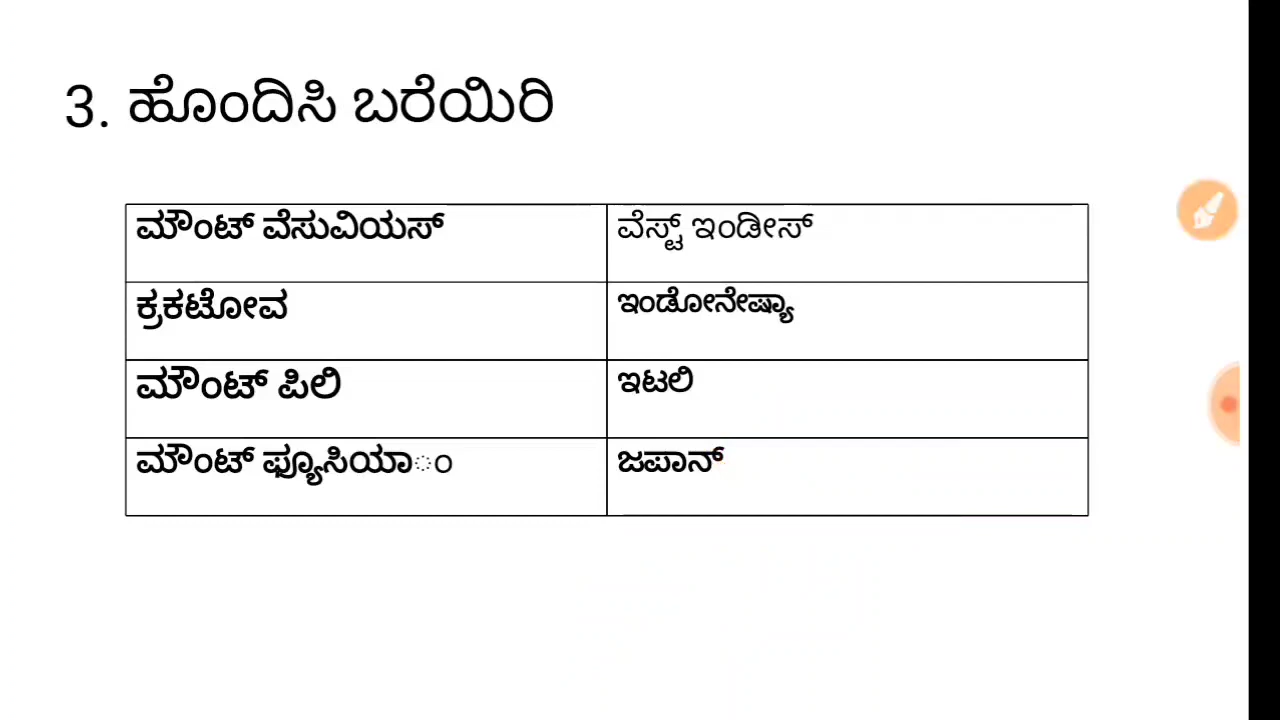 3. ಹೊಂದಿಸಿ ಬರೆಯಿರಿ
ಮೌಂಟ್ ವೆಸುವಿಯಸ್ ವೆಸ್ಟ್ ಇಂಡೀಸ್
ಕ್ರಕಟೋವ ಇಂಡೋನೇಷ್ಯಾ
ಮೌಂಟ್ ಪಿಲಿ ಇಟಲಿ
ಮೌಂಟ್ ಫ್ಯೂಸಿಯಾಂ ಜಪಾನ್